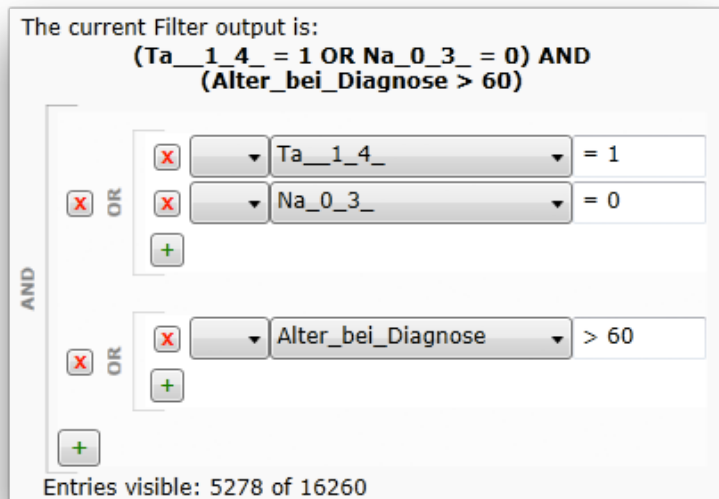 The current Filter output is:
(Ta__1_4_ = 1 OR Na_0_3_ = 0) AND
(Alter_bei_Diagnose > 60)
x Ta__1_4_ = 1
x OR x Na_0_3_ = 0
+
AND
x Alter_bei_Diagnose > 60
x OR
+
+
Entries visible: 5278 of 16260